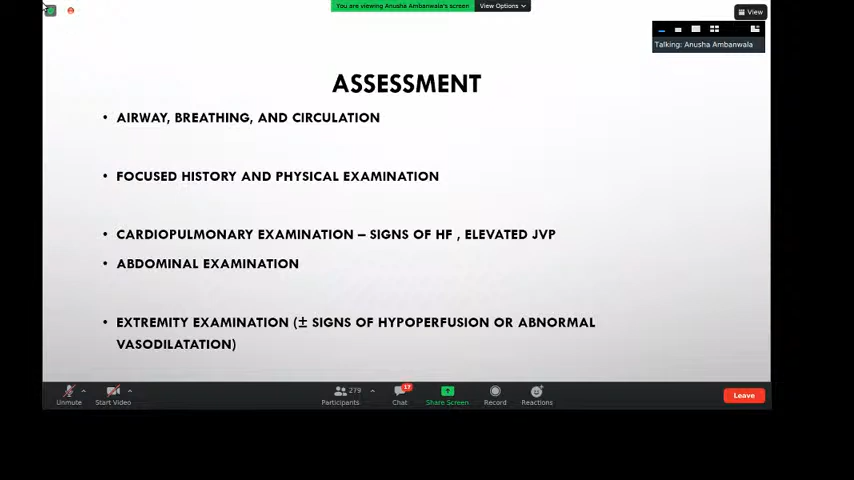 You are viewing Anusha Ambanwala's screen
View Options
View
Talking: Anusha Ambanwala
ASSESSMENT
• AIRWAY, BREATHING, AND CIRCULATION
• FOCUSED HISTORY AND PHYSICAL EXAMINATION
• CARDIOPULMONARY EXAMINATION – SIGNS OF HF , ELEVATED JVP
• ABDOMINAL EXAMINATION
• EXTREMITY EXAMINATION (± SIGNS OF HYPOPERFUSION OR ABNORMAL
VASODILATATION)
Unmute
Start Video
279
Participants
17
Chat
Share Screen
Record
Reactions
Leave